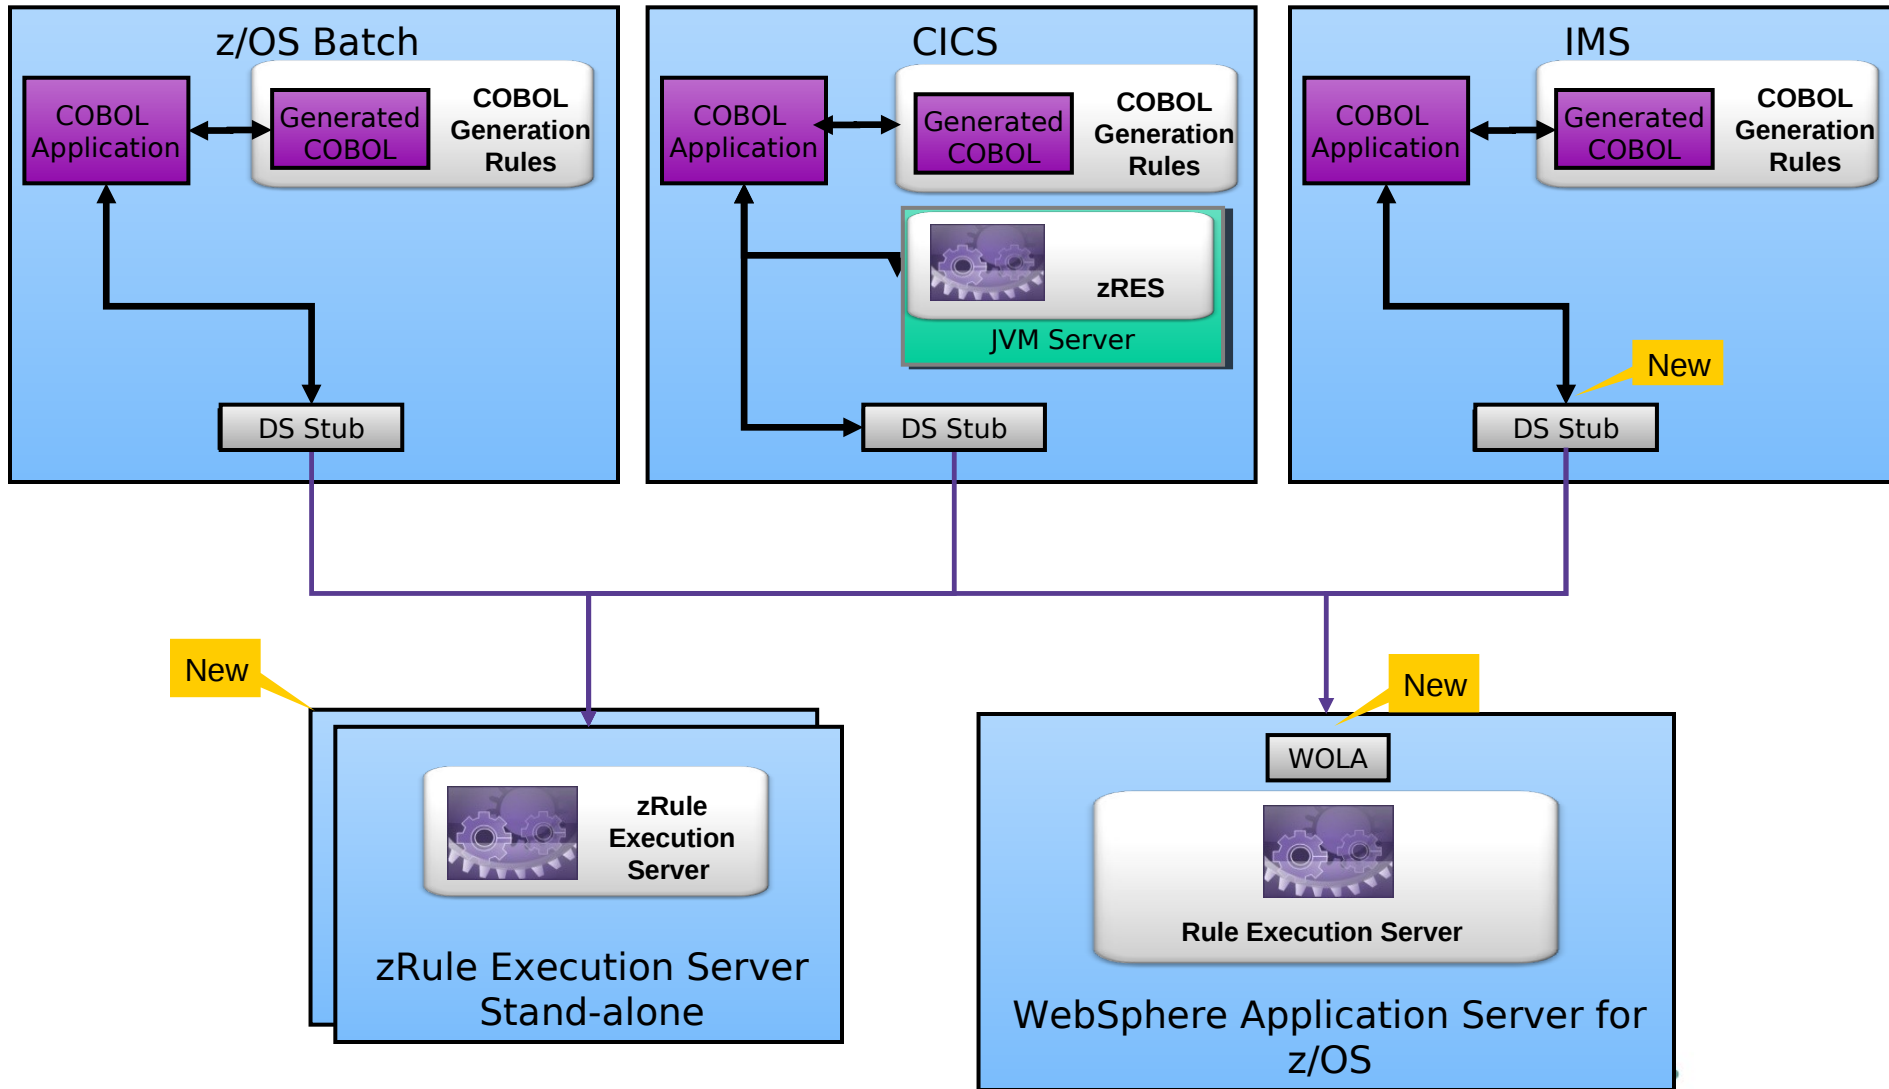 z/OS Batch
COBOL
Application
Generated
COBOL
COBOL
Generation
Rules
DS Stub
CICS
COBOL
Application
Generated
COBOL
COBOL
Generation
Rules
zRES
JVM Server
DS Stub
IMS
COBOL
Application
Generated
COBOL
COBOL
Generation
Rules
New
DS Stub
New
zRule
Execution
Server
zRule Execution Server
Stand-alone
New
WOLA
Rule Execution Server
WebSphere Application Server for
z/OS